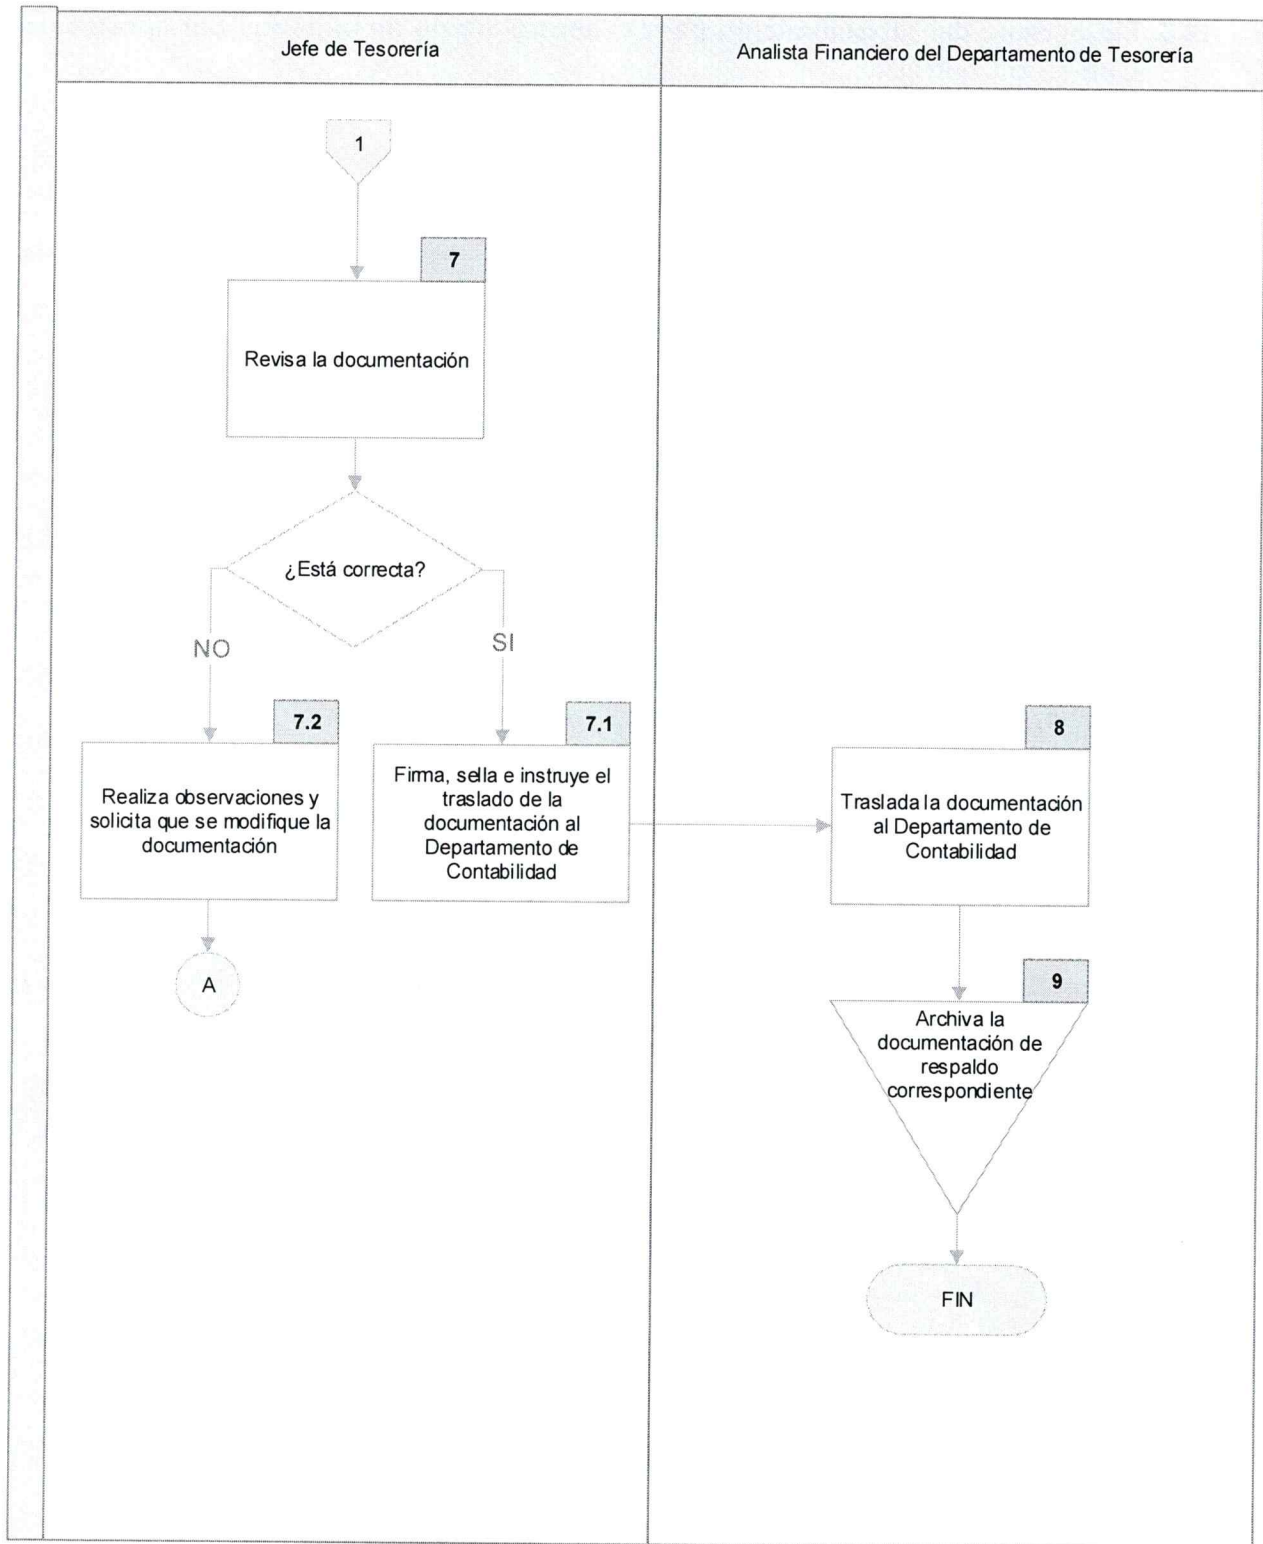 Jefe de Tesorería
Analista Financiero del Departamento de Tesorería
1
7
Revisa la documentación
¿Está correcta?
NO
SI
7.2
Realiza observaciones y
solicita que se modifique la
documentación
7.1
Firma, sella e instruye el
traslado de la
documentación al
Departamento de
Contabilidad
8
Traslada la documentación
al Departamento de
Contabilidad
A
9
Archiva la
documentación de
respaldo
correspondiente
FIN